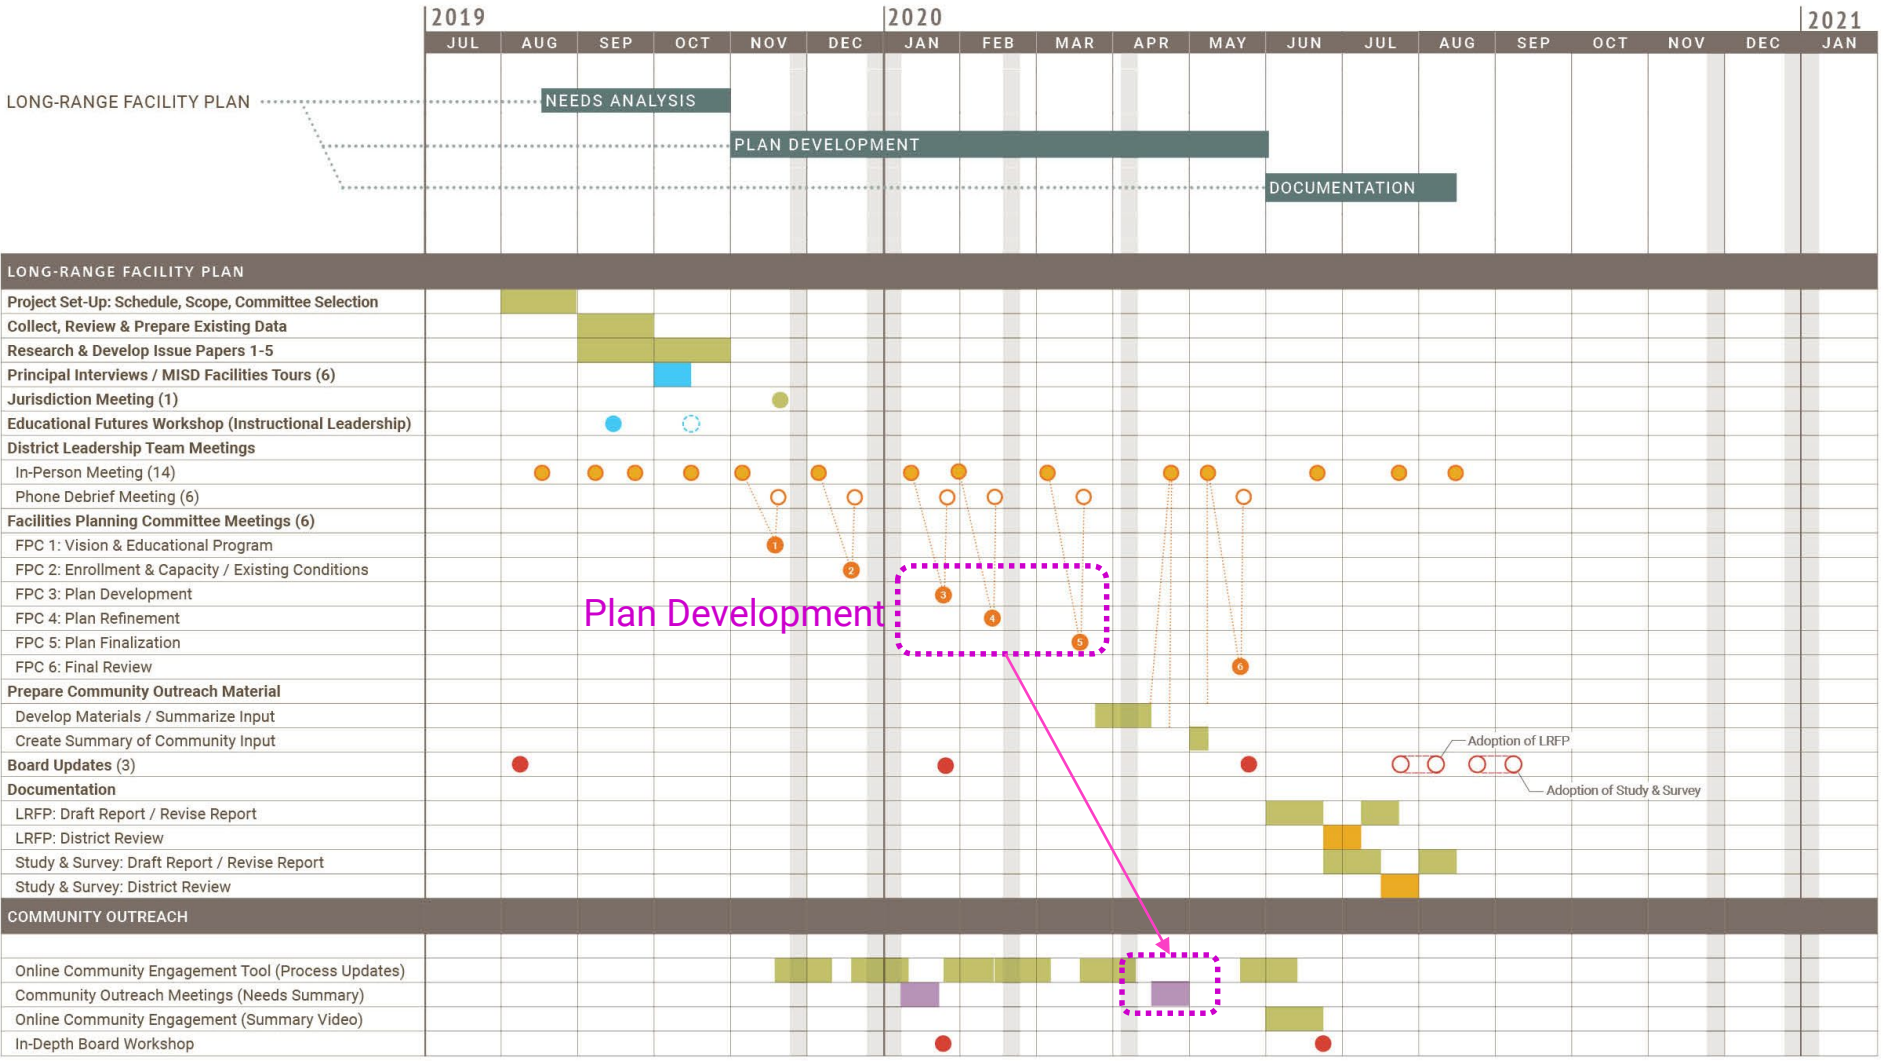 2019 2020 2021
JUL AUG SEP OCT NOV DEC JAN FEB MAR APR MAY JUN JUL AUG SEP OCT NOV DEC JAN
LONG-RANGE FACILITY PLAN NEEDS ANALYSIS
PLAN DEVELOPMENT
DOCUMENTATION
LONG-RANGE FACILITY PLAN
Project Set-Up: Schedule, Scope, Committee Selection
Collect, Review & Prepare Existing Data
Research & Develop Issue Papers 1-5
Principal Interviews / MISD Facilities Tours (6)
Jurisdiction Meeting (1)
Educational Futures Workshop (Instructional Leadership)
District Leadership Team Meetings
In-Person Meeting (14)
Phone Debrief Meeting (6)
Facilities Planning Committee Meetings (6)
FPC 1: Vision & Educational Program 1
FPC 2: Enrollment & Capacity / Existing Conditions 2
FPC 3: Plan Development 3
Plan Development
FPC 4: Plan Refinement 4
FPC 5: Plan Finalization 5
FPC 6: Final Review 6
Prepare Community Outreach Material
Develop Materials / Summarize Input
Create Summary of Community Input Adoption of LRFP
Board Updates (3)
Documentation Adoption of Study & Survey
LRFP: Draft Report / Revise Report
LRFP: District Review
Study & Survey: Draft Report / Revise Report
Study & Survey: District Review
COMMUNITY OUTREACH
Online Community Engagement Tool (Process Updates)
Community Outreach Meetings (Needs Summary)
Online Community Engagement (Summary Video)
In-Depth Board Workshop